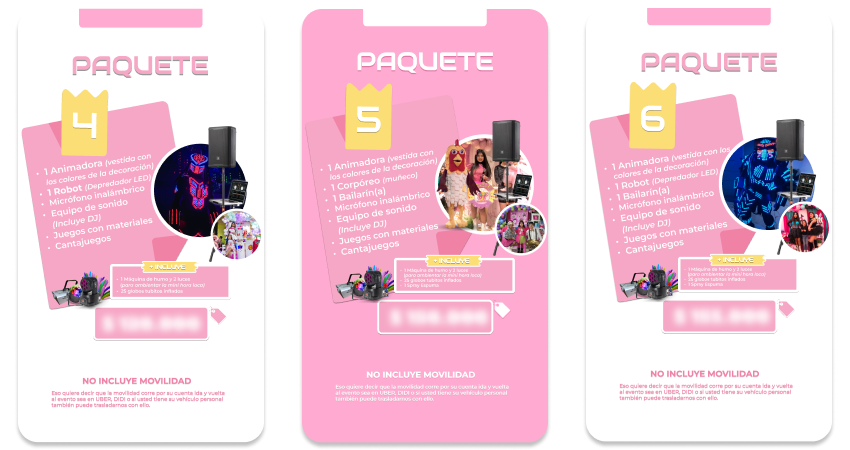 PAQUETE
4
• 1 Animadora (vestida con
los colores de la decoración)
• 1 Robot (Depredador LED)
• Micrófono inalámbrico
• Equipo de sonido
(Incluye DJ)
• Juegos con materiales
• Cantajuegos
+ INCLUYE
- 1 Máquina de humo y 2 luces
(para ambientar la mini hora loca)
- 25 globos tubitos inflados
NO INCLUYE MOVILIDAD
Eso quiere decir que la movilidad corre por su cuenta ida y vuelta
al evento sea en UBER, DIDI o si usted tiene su vehículo personal
también puede trasladarnos con ello.
PAQUETE
5
• 1 Animadora (vestida con
los colores de la decoración)
• 1 Corpóreo (muñeco)
• 1 Bailarín(a)
• Micrófono inalámbrico
• Equipo de sonido
(Incluye DJ)
• Juegos con materiales
• Cantajuegos
+ INCLUYE
- 1 Máquina de humo y 2 luces
(para ambientar la mini hora loca)
- 25 globos tubitos inflados
- 1 Spray Espuma
NO INCLUYE MOVILIDAD
Eso quiere decir que la movilidad corre por su cuenta ida y vuelta
al evento sea en UBER, DIDI o si usted tiene su vehículo personal
también puede trasladarnos con ello.
PAQUETE
6
• 1 Animadora (vestida con
los colores de la decoración)
• 1 Robot (Depredador LED)
• 1 Bailarín(a)
• Micrófono inalámbrico
• Equipo de sonido
(Incluye DJ)
• Juegos con materiales
• Cantajuegos
+ INCLUYE
- 1 Máquina de humo y 2 luces
(para ambientar la mini hora loca)
- 25 globos tubitos inflados
- 1 Spray Espuma
NO INCLUYE MOVILIDAD
Eso quiere decir que la movilidad corre por su cuenta ida y vuelta
al evento sea en UBER, DIDI o si usted tiene su vehículo personal
también puede trasladarnos con ello.